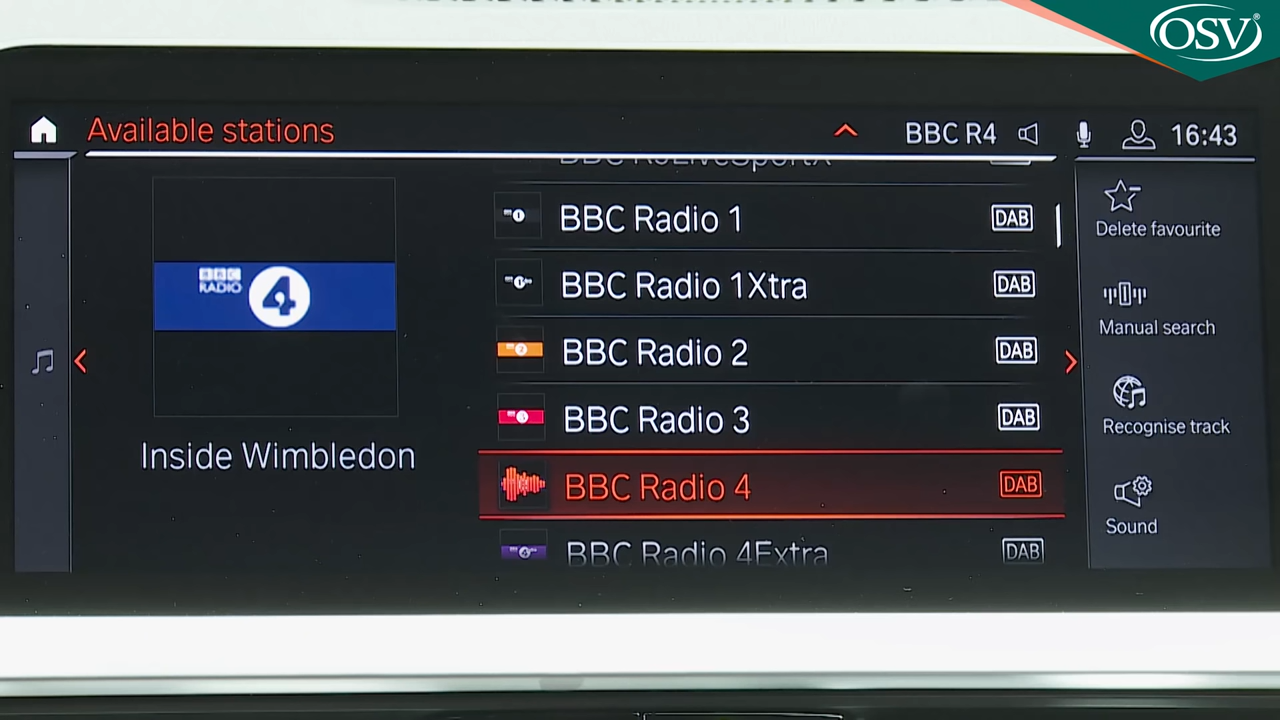 OSV
Available stations
BBC R4
16:43
BBC Radio 1
DAB
BBC Radio 1Xtra
DAB
BBC Radio 2
DAB
BBC Radio 3
DAB
BBC Radio 4
DAB
BBC Radio 4Extra
DAB
BBC
RADIO
4
Inside Wimbledon
Delete favourite
Manual search
Recognise track
Sound